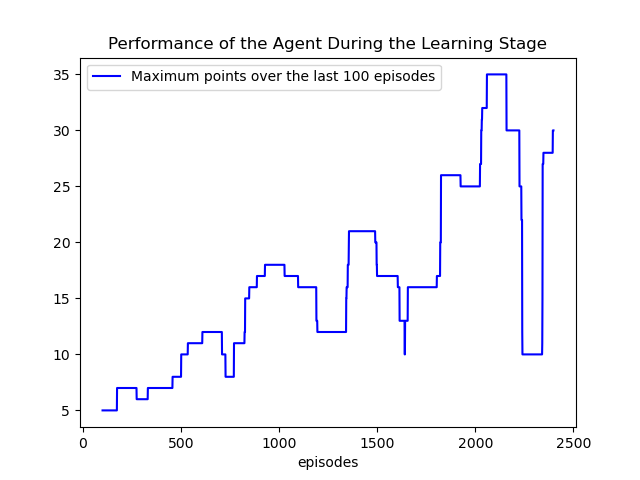 Performance of the Agent During the Learning Stage
Maximum points over the last 100 episodes
35
30
25
20
15
10
5
0 500 1000 1500 2000 2500
episodes